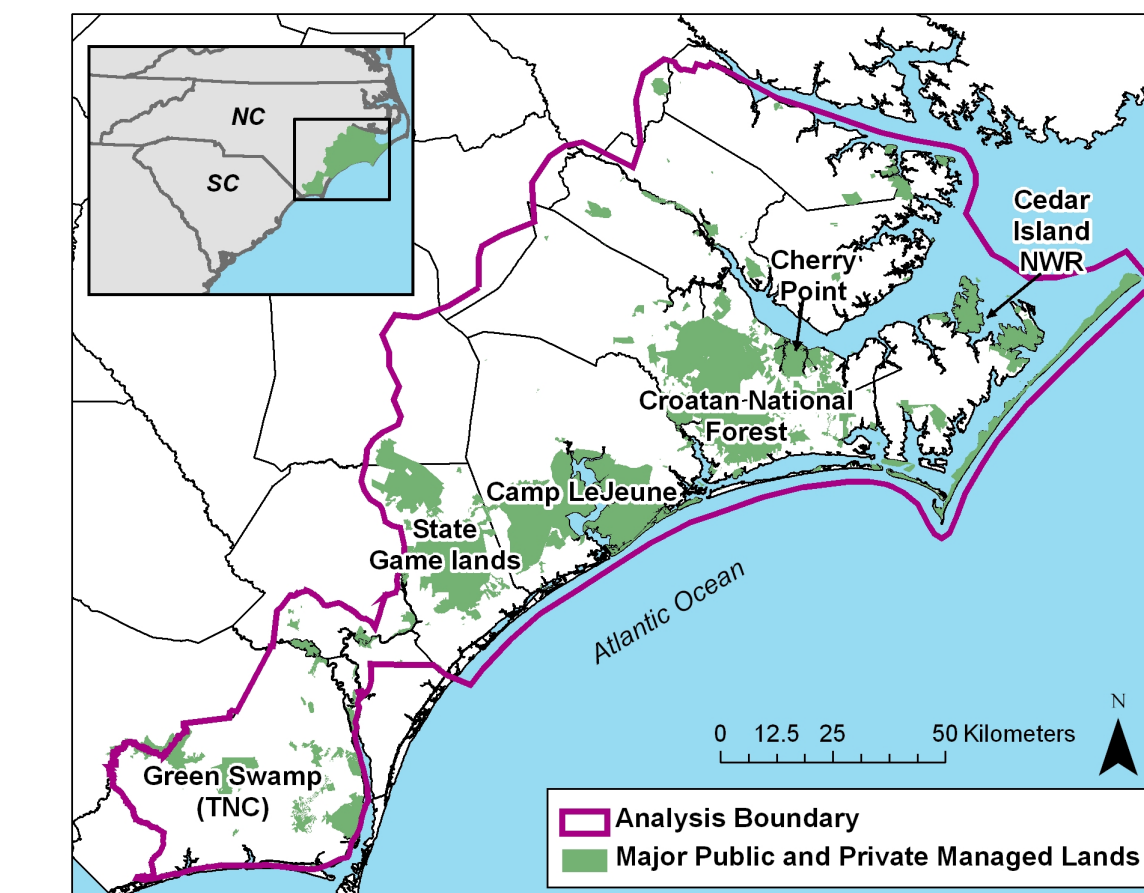 NC
SC
Cedar
Island
NWR
Cherry
Point
Croatan National
Forest
Camp LeJeune
State
Game lands
Atlantic Ocean
Green Swamp
(TNC)
N
0 12.5 25 50 Kilometers
Analysis Boundary
Major Public and Private Managed Lands